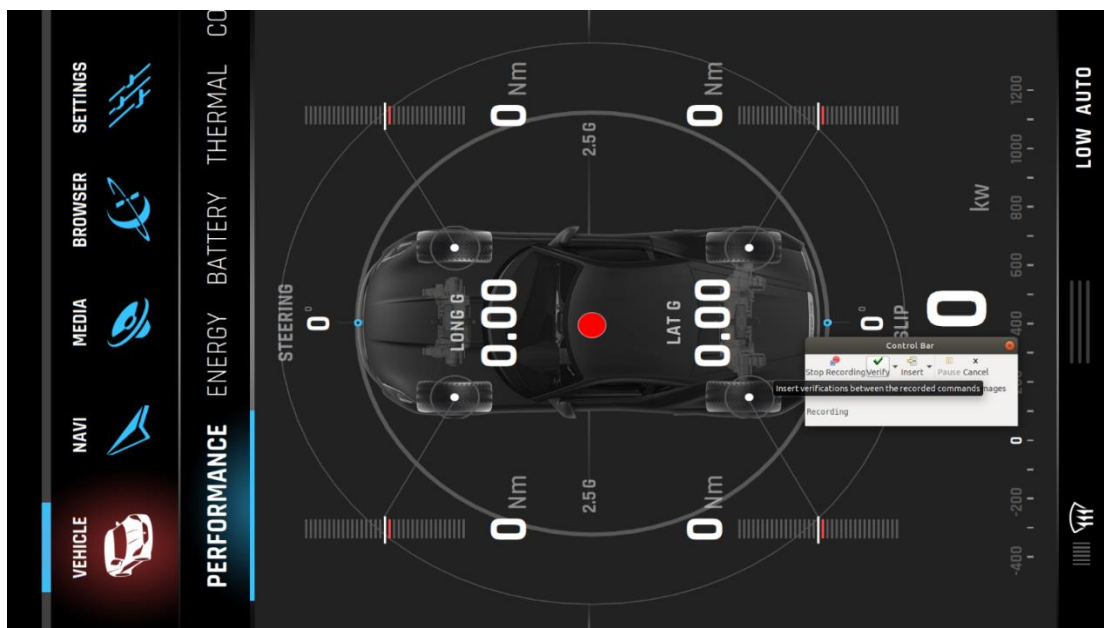 VEHICLE
NAVI
MEDIA
BROWSER
SETTINGS
PERFORMANCE
ENERGY
BATTERY
THERMAL
CO
STEERING
0°
0 Nm
0 Nm
2.5 G
2.5 G
LONG G
0.00
LAT G
0.00
0 Nm
0 Nm
0°
SLIP
0
kW
-400
-200
0
400
600
800
1000
1200
LOW AUTO
Control Bar
Stop Recording Verify Insert Pause Cancel
Insert verifications between the recorded commands
Recording